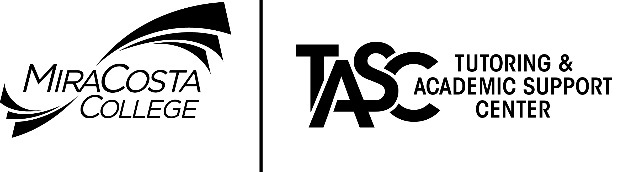 MIRACOSTA
COLLEGE
TASC
TUTORING &
ACADEMIC SUPPORT
CENTER